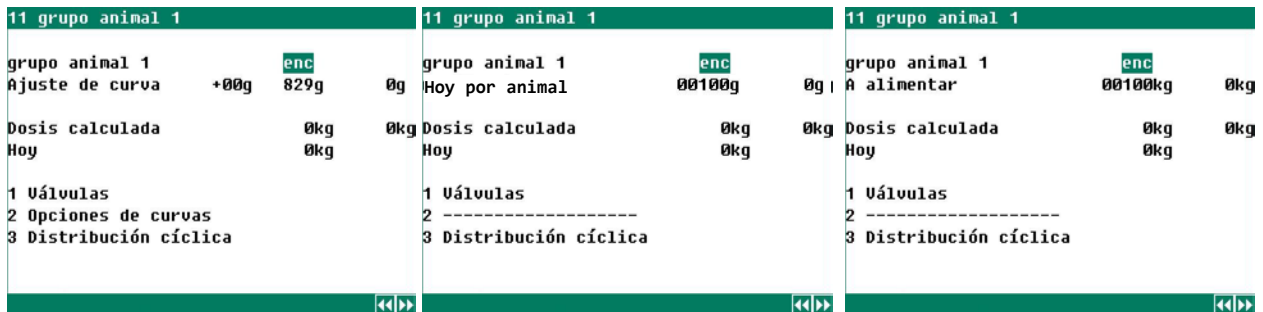 11 grupo animal 1
grupo animal 1 enc
Ajuste de curva +00g 829g 0g
Dosis calculada 0kg 0kg
Hoy 0kg
1 Válvulas
2 Opciones de curvas
3 Distribución cíclica
11 grupo animal 1
grupo animal 1 enc
Hoy por animal 00100g 0g
Dosis calculada 0kg 0kg
Hoy 0kg
1 Válvulas
2 -------------------
3 Distribución cíclica
11 grupo animal 1
grupo animal 1 enc
A alimentar 00100kg 0kg
Dosis calculada 0kg 0kg
Hoy 0kg
1 Válvulas
2 -------------------
3 Distribución cíclica